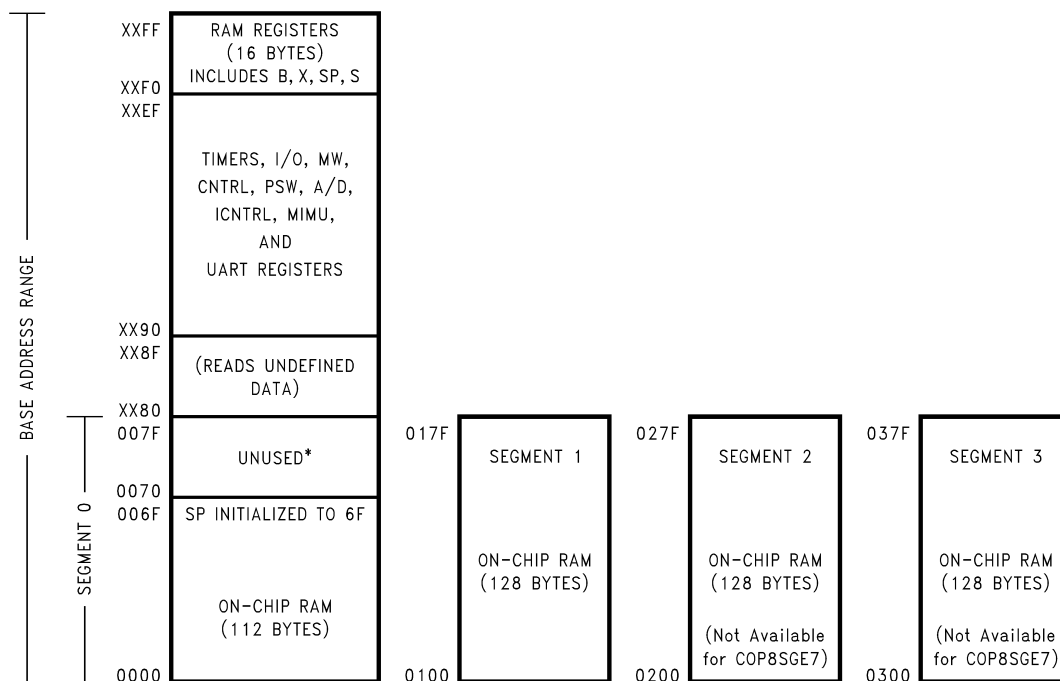 BASE ADDRESS RANGE
SEGMENT 0
XXFF
RAM REGISTERS
(16 BYTES)
INCLUDES B, X, SP, S
XXF0
XXEF
TIMERS, I/O, MW,
CNTRL, PSW, A/D,
ICNTRL, MIMU,
AND
UART REGISTERS
XX90
XX8F
(READS UNDEFINED
DATA)
XX80
007F
UNUSED*
0070
006F
SP INITIALIZED TO 6F
ON-CHIP RAM
(112 BYTES)
0000
017F
SEGMENT 1
ON-CHIP RAM
(128 BYTES)
0100
027F
SEGMENT 2
ON-CHIP RAM
(128 BYTES)
(Not Available
for COP8SGE7)
0200
037F
SEGMENT 3
ON-CHIP RAM
(128 BYTES)
(Not Available
for COP8SGE7)
0300